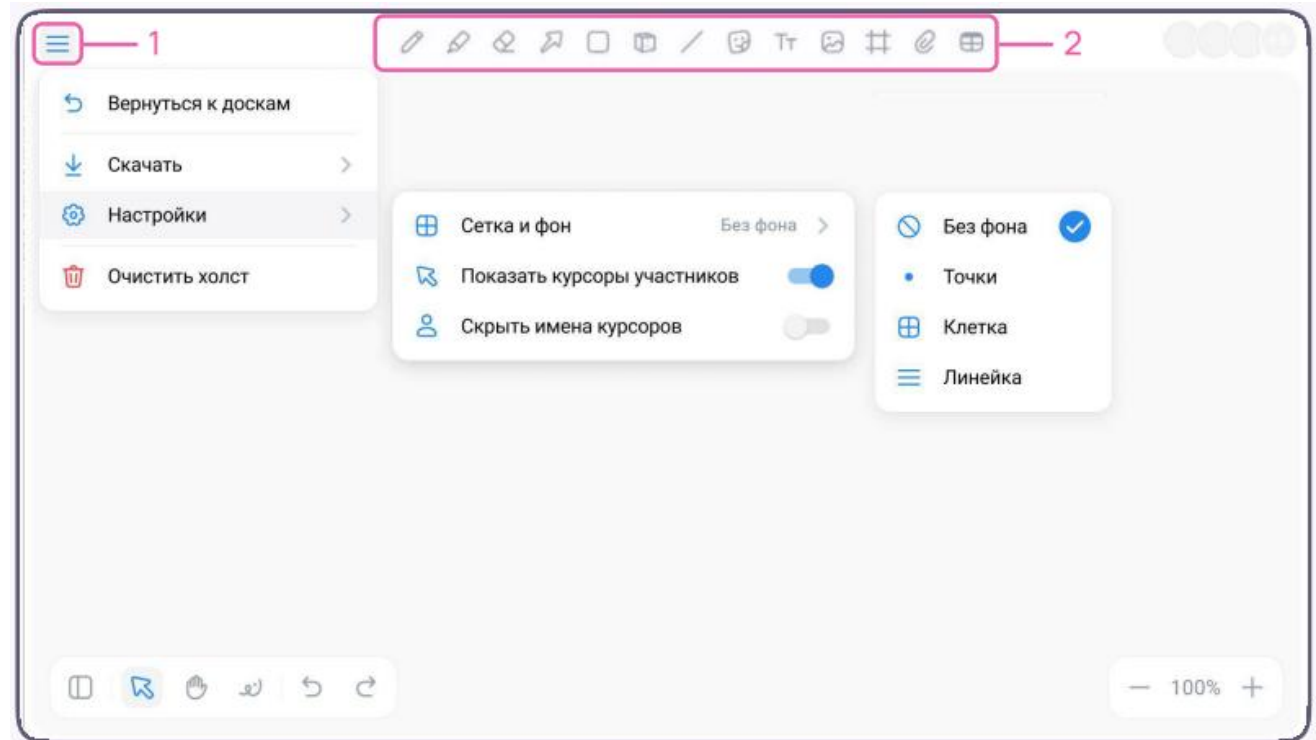 1
Tт
2
Вернуться к доскам
Скачать
Настройки
Очистить холст
Сетка и фон
Без фона
Показать курсоры участников
Скрыть имена курсоров
Без фона
Точки
Клетка
Линейка
100%